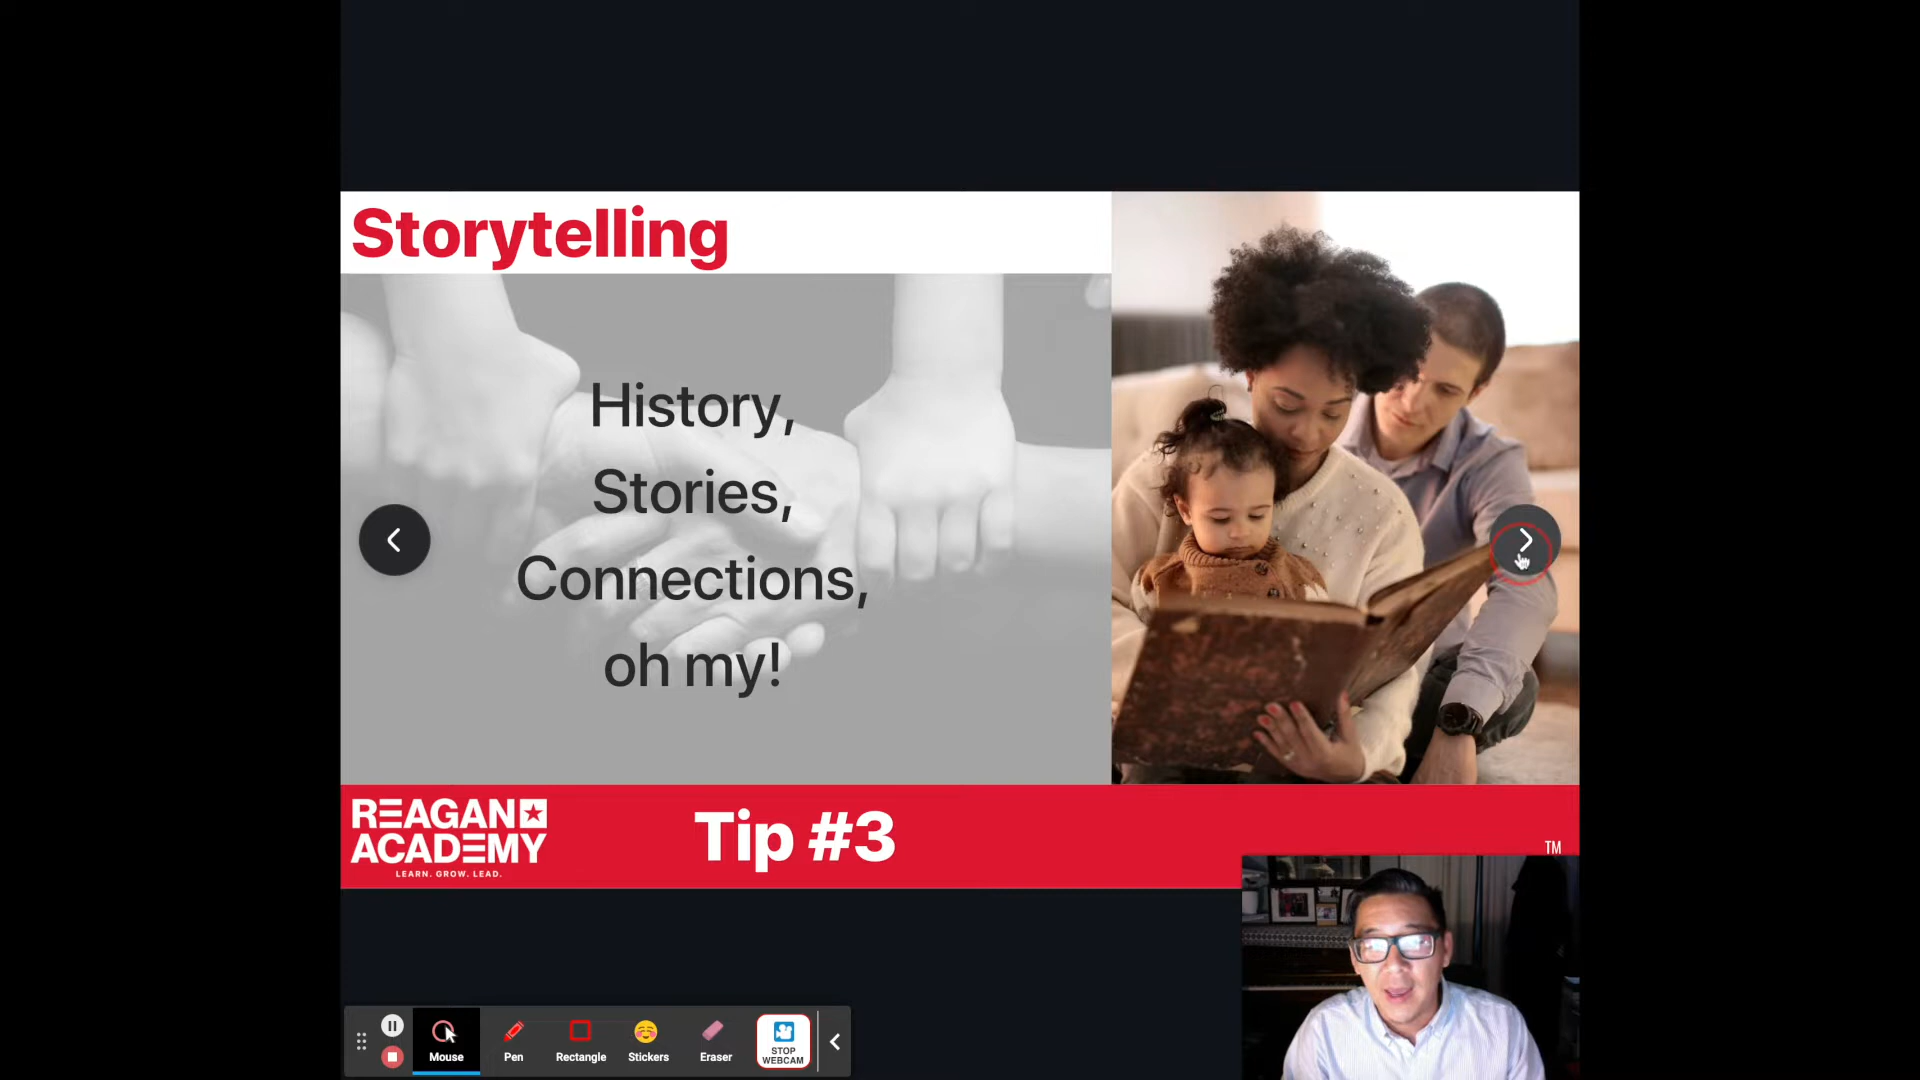 Storytelling
History,
Stories,
Connections,
oh my!
REAGAN
ACADEMY
LEARN. GROW. LEAD.
Tip #3
TM
Mouse
Pen
Rectangle
Stickers
Eraser
STOP
WEBCAM